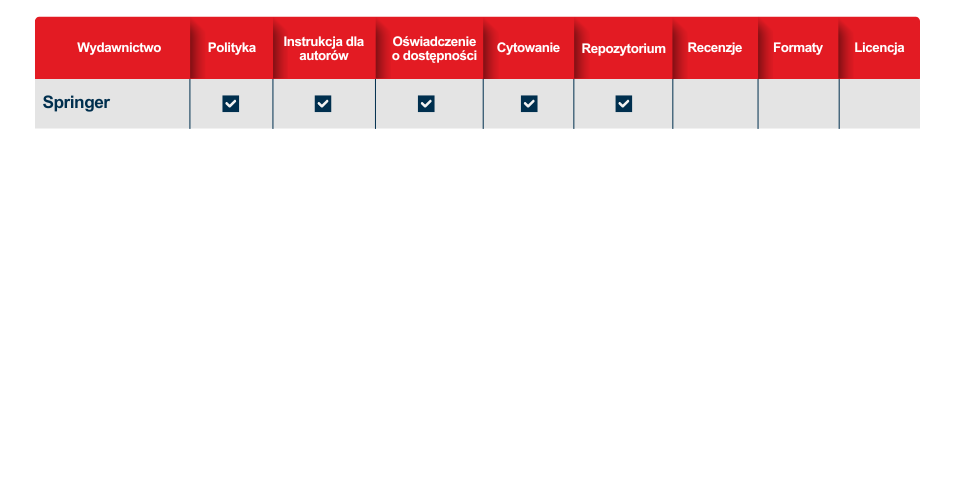 Wydawnictwo
Polityka
Instrukcja dla
autorów
Oświadczenie
o dostępności
Cytowanie
Repozytorium
Recenzje
Formaty
Licencja
Springer